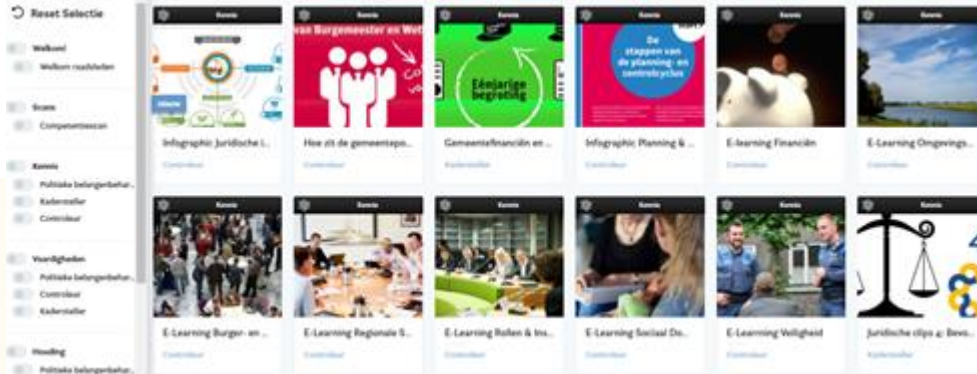 Reset Selectie
Welkom!
Welkom raadsleden
Scans
Competentiescan
Kennis
Politieke belangenbehar...
Kadersteller
Controleur
Vaardigheden
Politieke belangenbehar...
Controleur
Kadersteller
Houding
Politieke belangenbehar...
Kennis
Infographic Juridische i...
Controleur
Kennis
van Burgemeester en Wet
Hoe zit de gemeentepo...
Controleur
Kennis
Eénjarige
begroting
Gemeentefinanciën en ...
Kadersteller
Kennis
De
stappen van
de planning- en
controlcyclus
Infographic Planning & ...
Controleur
Kennis
E-learning Financiën
Controleur
Kennis
E-Learning Omgevings...
Controleur
Kennis
E-Learning Burger- en ...
Controleur
Kennis
E-Learning Regionale S...
Controleur
Kennis
E-Learning Rollen & Ins...
Controleur
Kennis
E-Learning Sociaal Do...
Controleur
Kennis
E-Learning Veiligheid
Controleur
Kennis
Juridische clips 4: Bevo...
Kadersteller